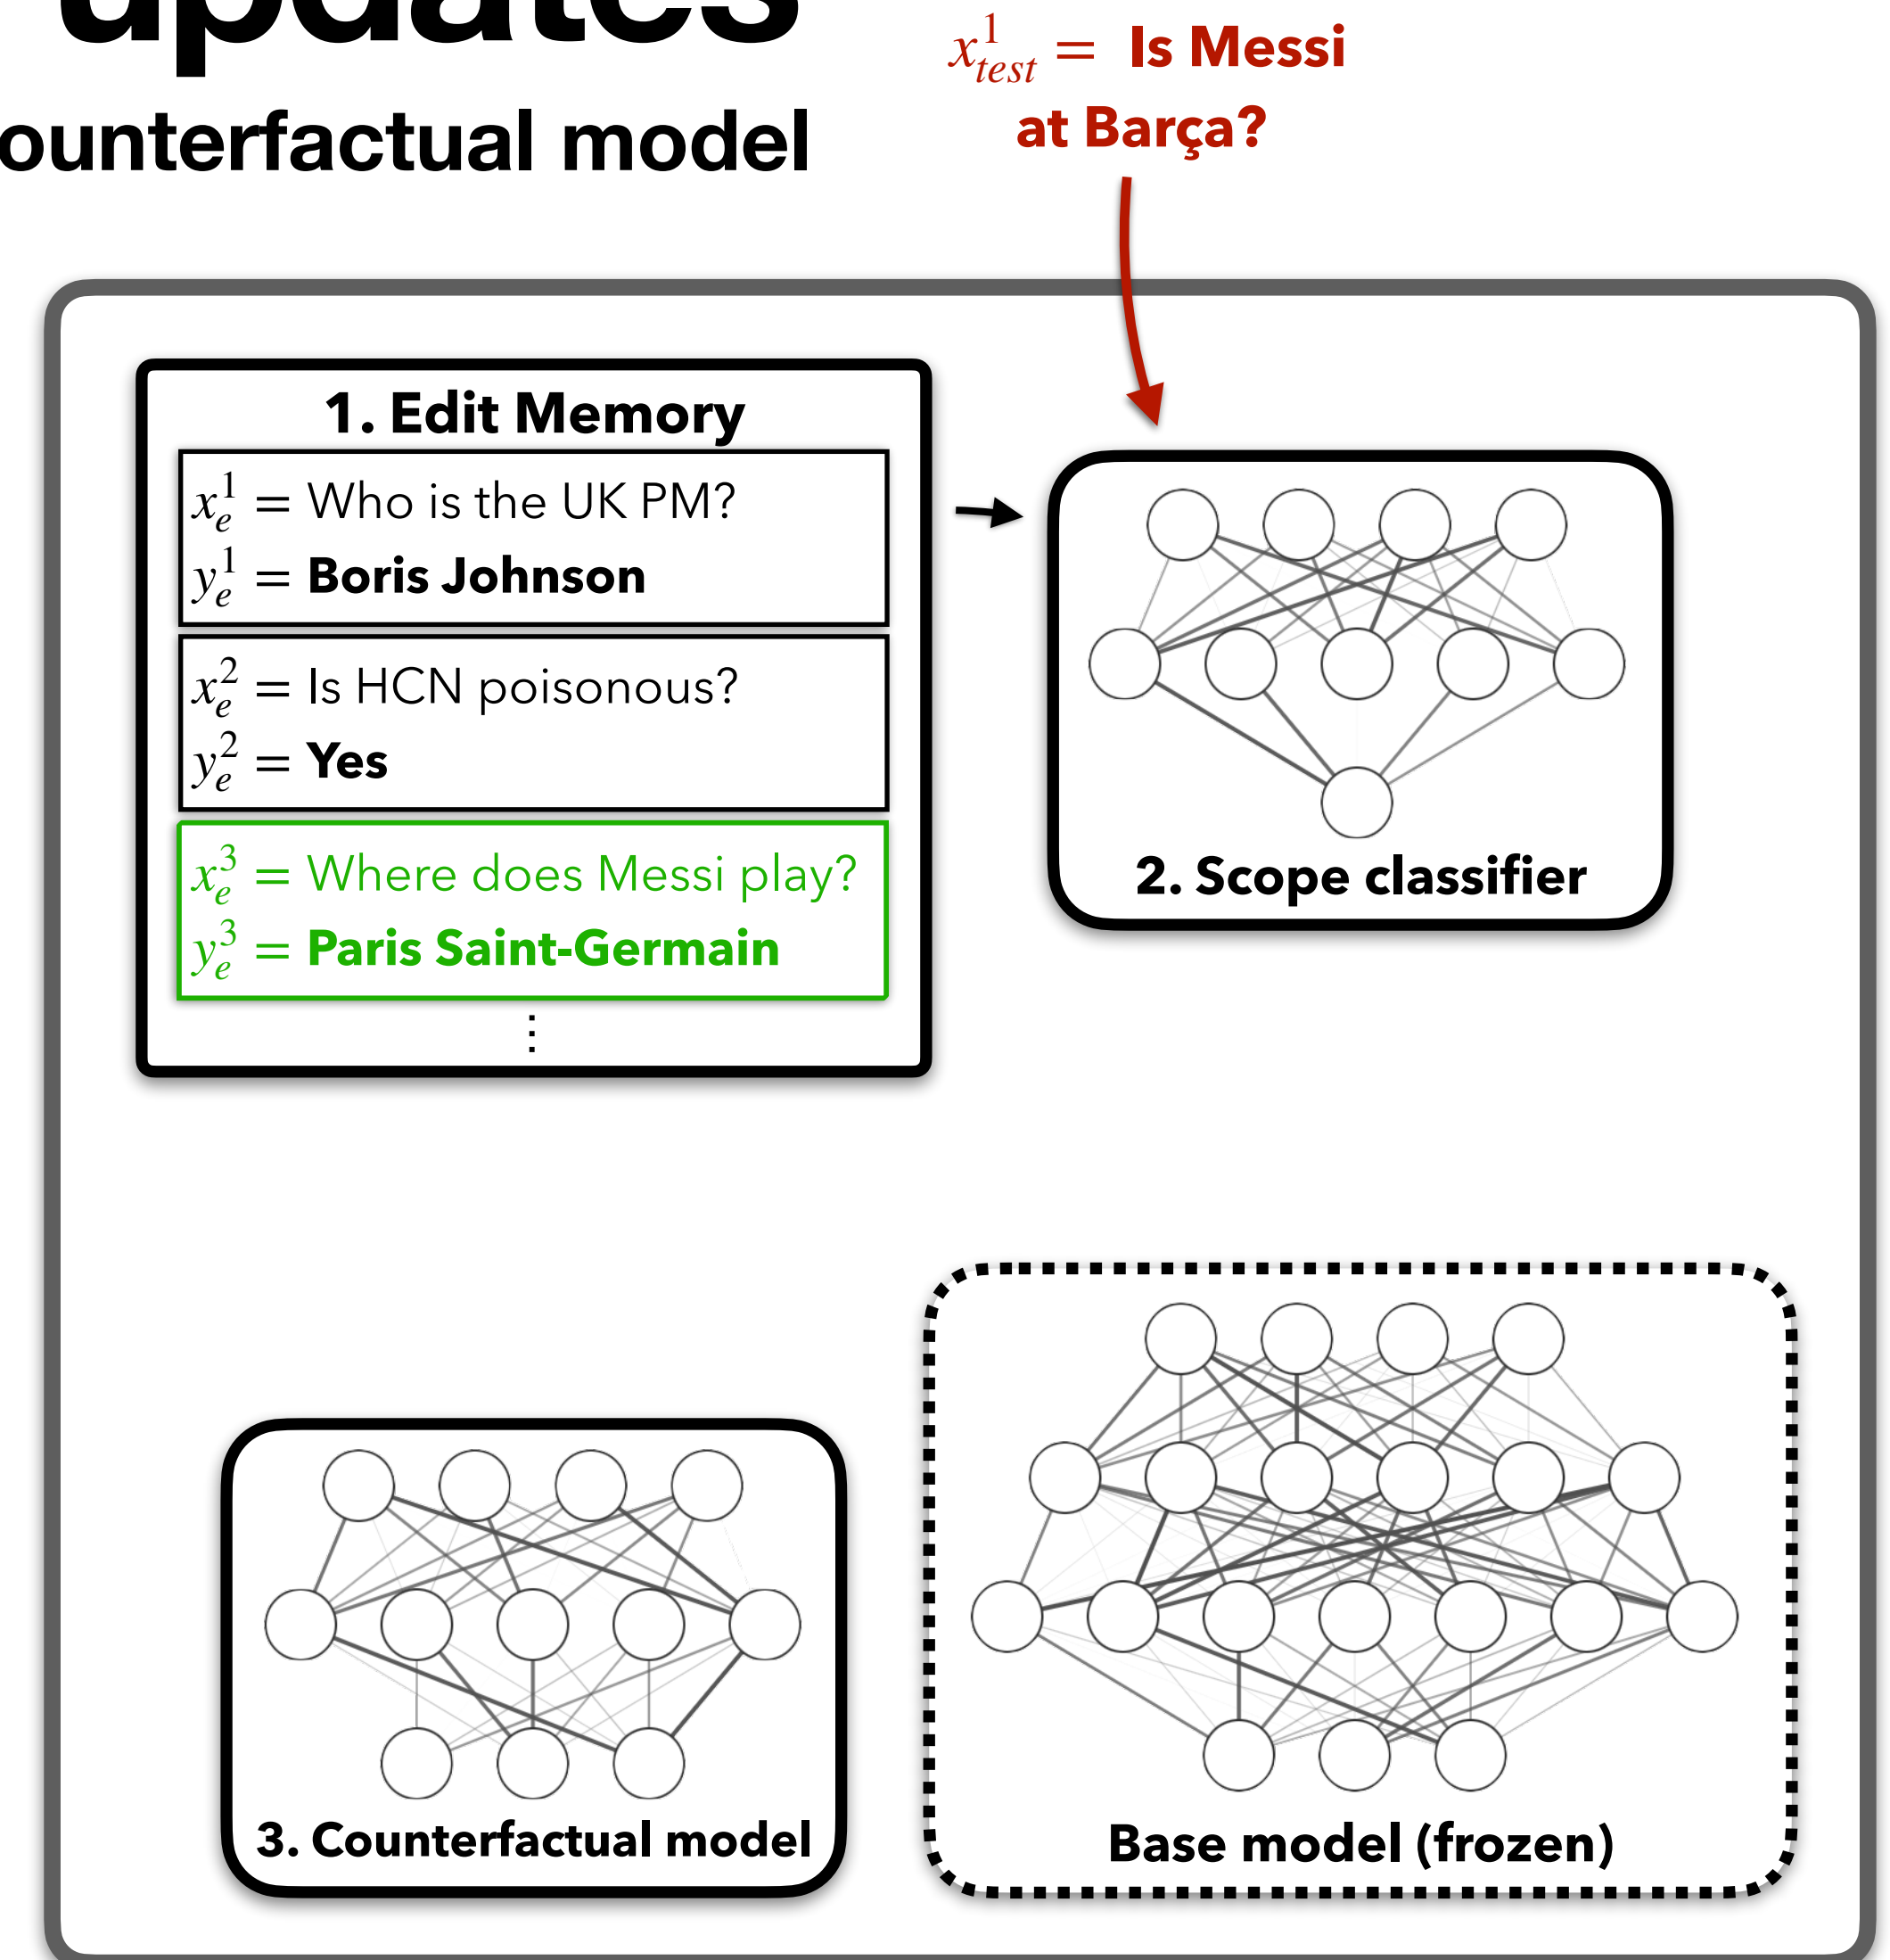 updates
ounterfactual model
x^1_test = Is Messi
at Barça?
1. Edit Memory
x^1_e = Who is the UK PM?
y^1_e = Boris Johnson
x^2_e = Is HCN poisonous?
y^2_e = Yes
x^3_e = Where does Messi play?
y^3_e = Paris Saint-Germain
⋮
2. Scope classifier
3. Counterfactual model
Base model (frozen)